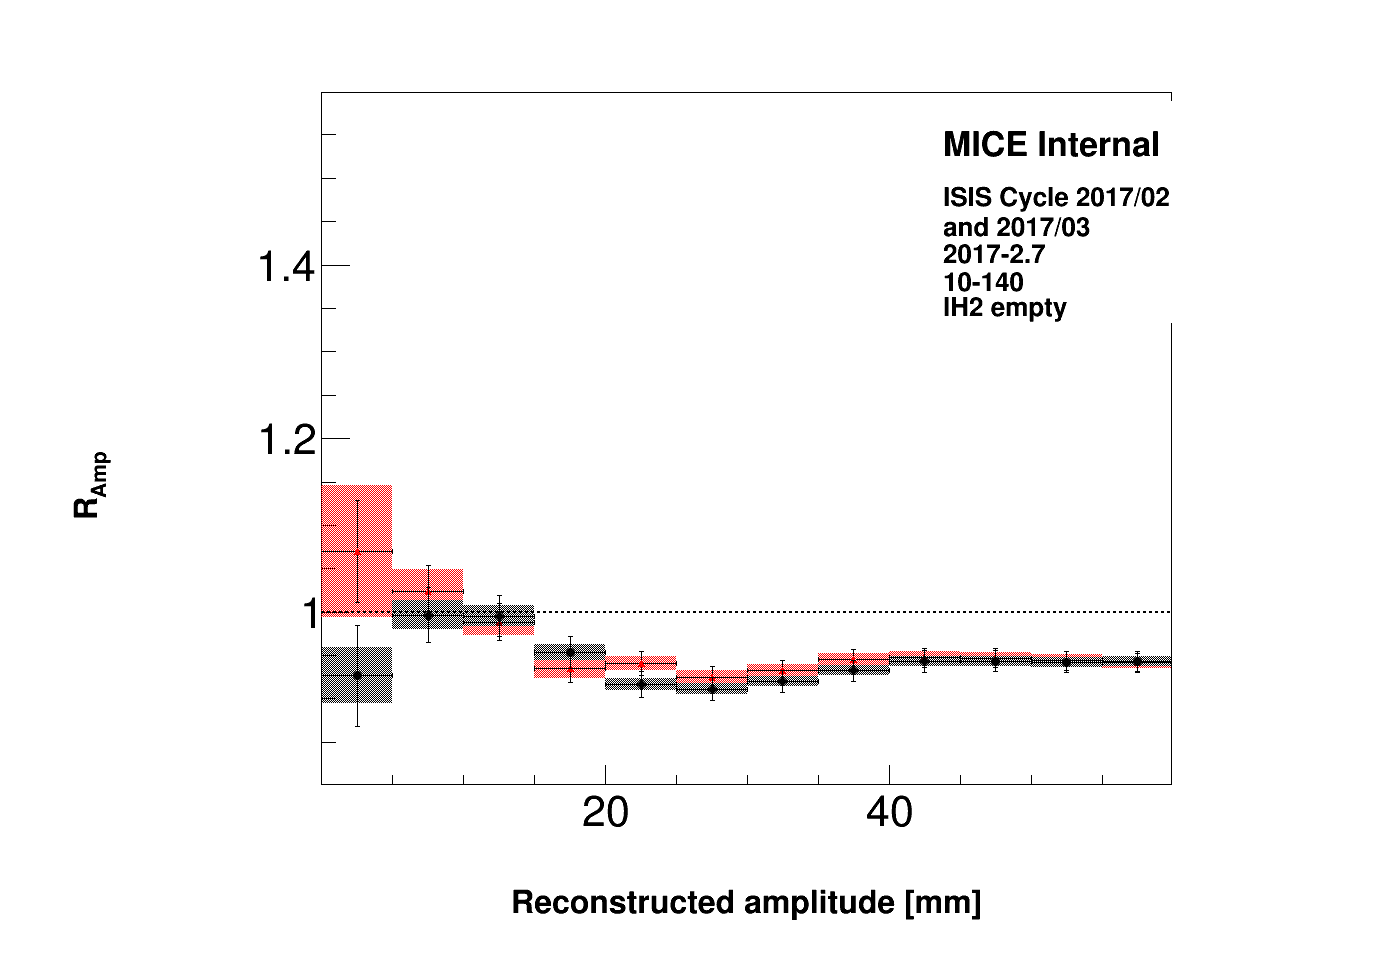 MICE Internal
ISIS Cycle 2017/02
and 2017/03
2017-2.7
10-140
lH2 empty
1.4
1.2
1
R_Amp
20
40
Reconstructed amplitude [mm]